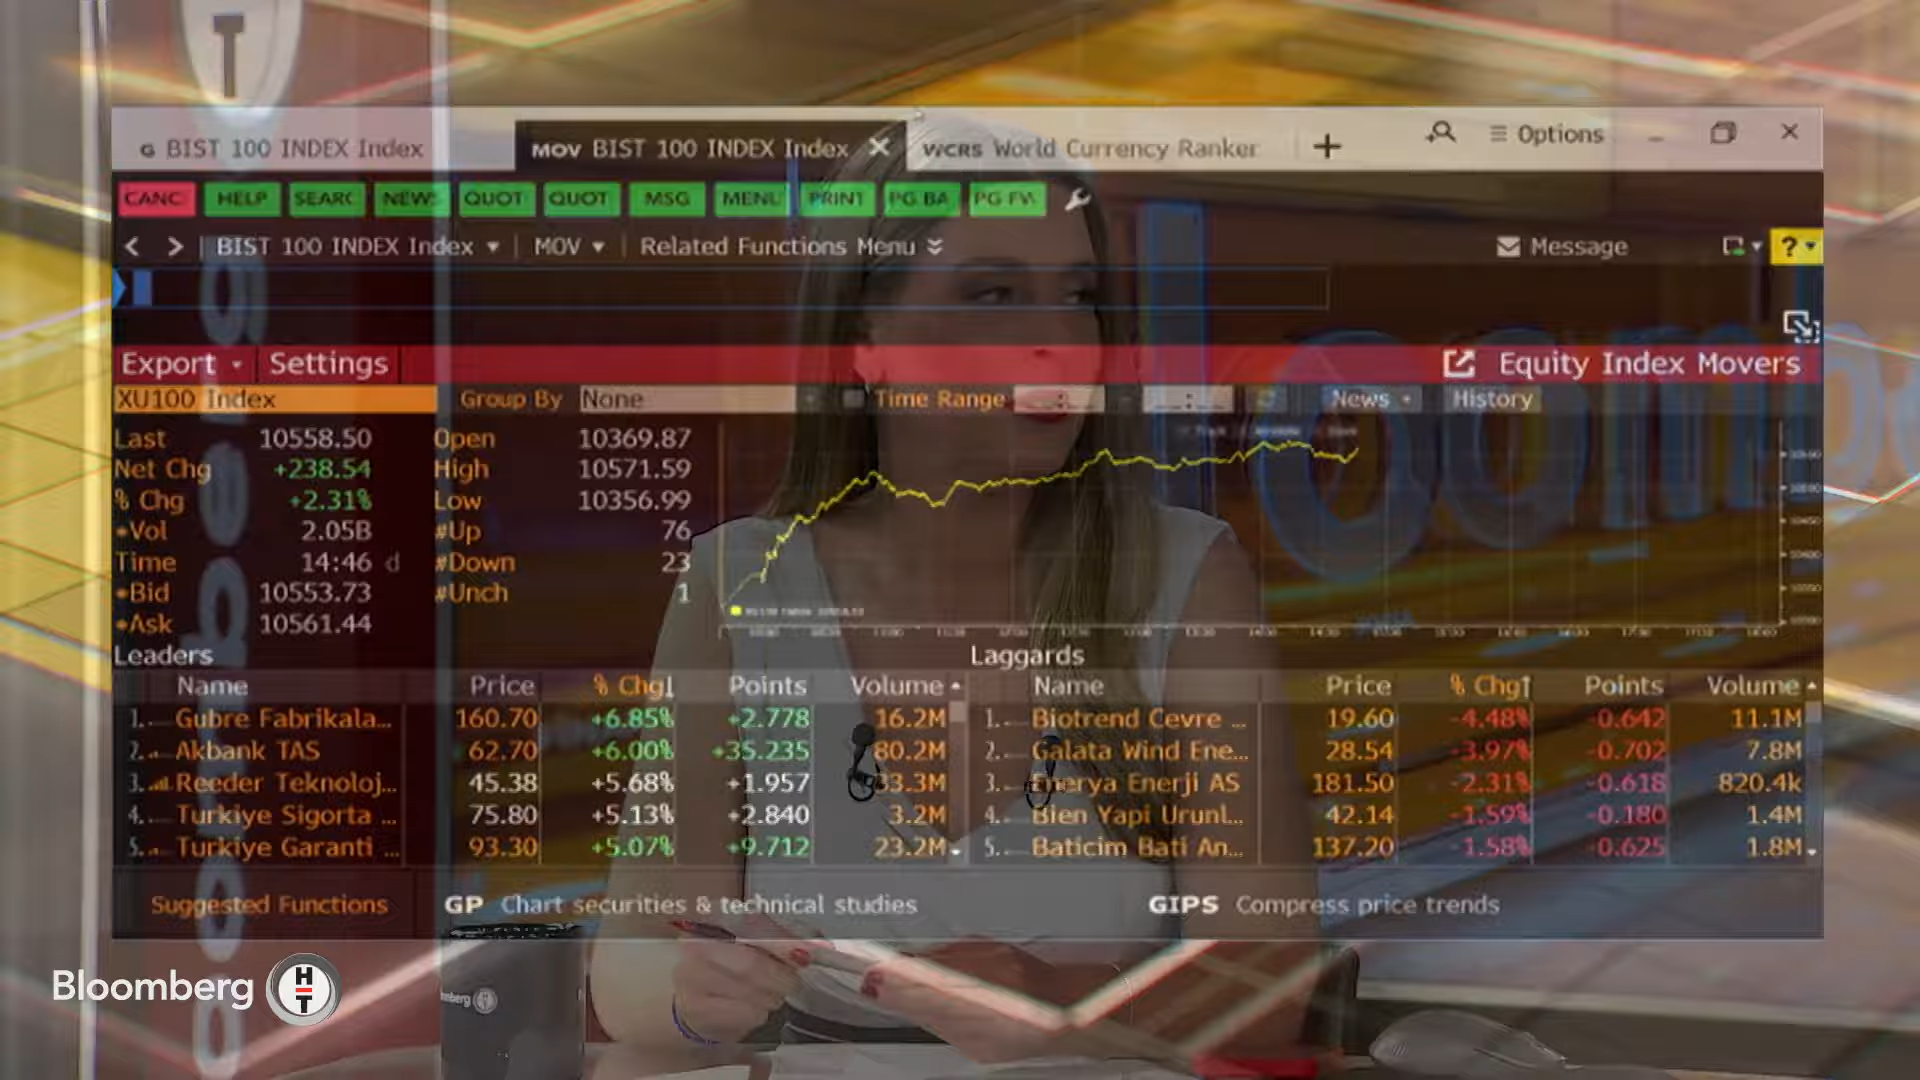 G BIST 100 INDEX Index MOV BIST 100 INDEX Index WCRS World Currency Ranker Options
CANC HELP SEARC NEWS QUOT QUOT MSG MENU PRINT PG BA PG FW
BIST 100 INDEX Index MOV Related Functions Menu Message ?
Export Settings Equity Index Movers
XU100 Index Group By None Time Range News History
Last 10558.50 Open 10369.87
Net Chg +238.54 High 10571.59
% Chg +2.31% Low 10356.99
Vol 2.05B #Up 76
Time 14:46 d #Down 23
Bid 10553.73 #Unch 1
Ask 10561.44
Leaders Laggards
Name Price % Chg↓ Points Volume Name Price % Chg↑ Points Volume
1. Gubre Fabrikala... 160.70 +6.85% +2.778 16.2M 1. Biotrend Cevre ... 19.60 -4.48% -0.642 11.1M
2. Akbank TAS 62.70 +6.00% +35.235 80.2M 2. Galata Wind Ene... 28.54 -3.97% -0.702 7.8M
3. Reeder Teknoloj... 45.38 +5.68% +1.957 3. Enerya Enerji AS 181.50 -2.31% -0.618 820.4k
4. Turkiye Sigorta ... 75.80 +5.13% +2.840 3.2M 4. Bien Yapi Urunl... 42.14 -1.59% -0.180 1.4M
5. Turkiye Garanti ... 93.30 +5.07% +9.712 23.2M 5. Baticim Bati An... 137.20 -1.58% -0.625 1.8M
Suggested Functions GP Chart securities & technical studies GIPS Compress price trends
Bloomberg HT